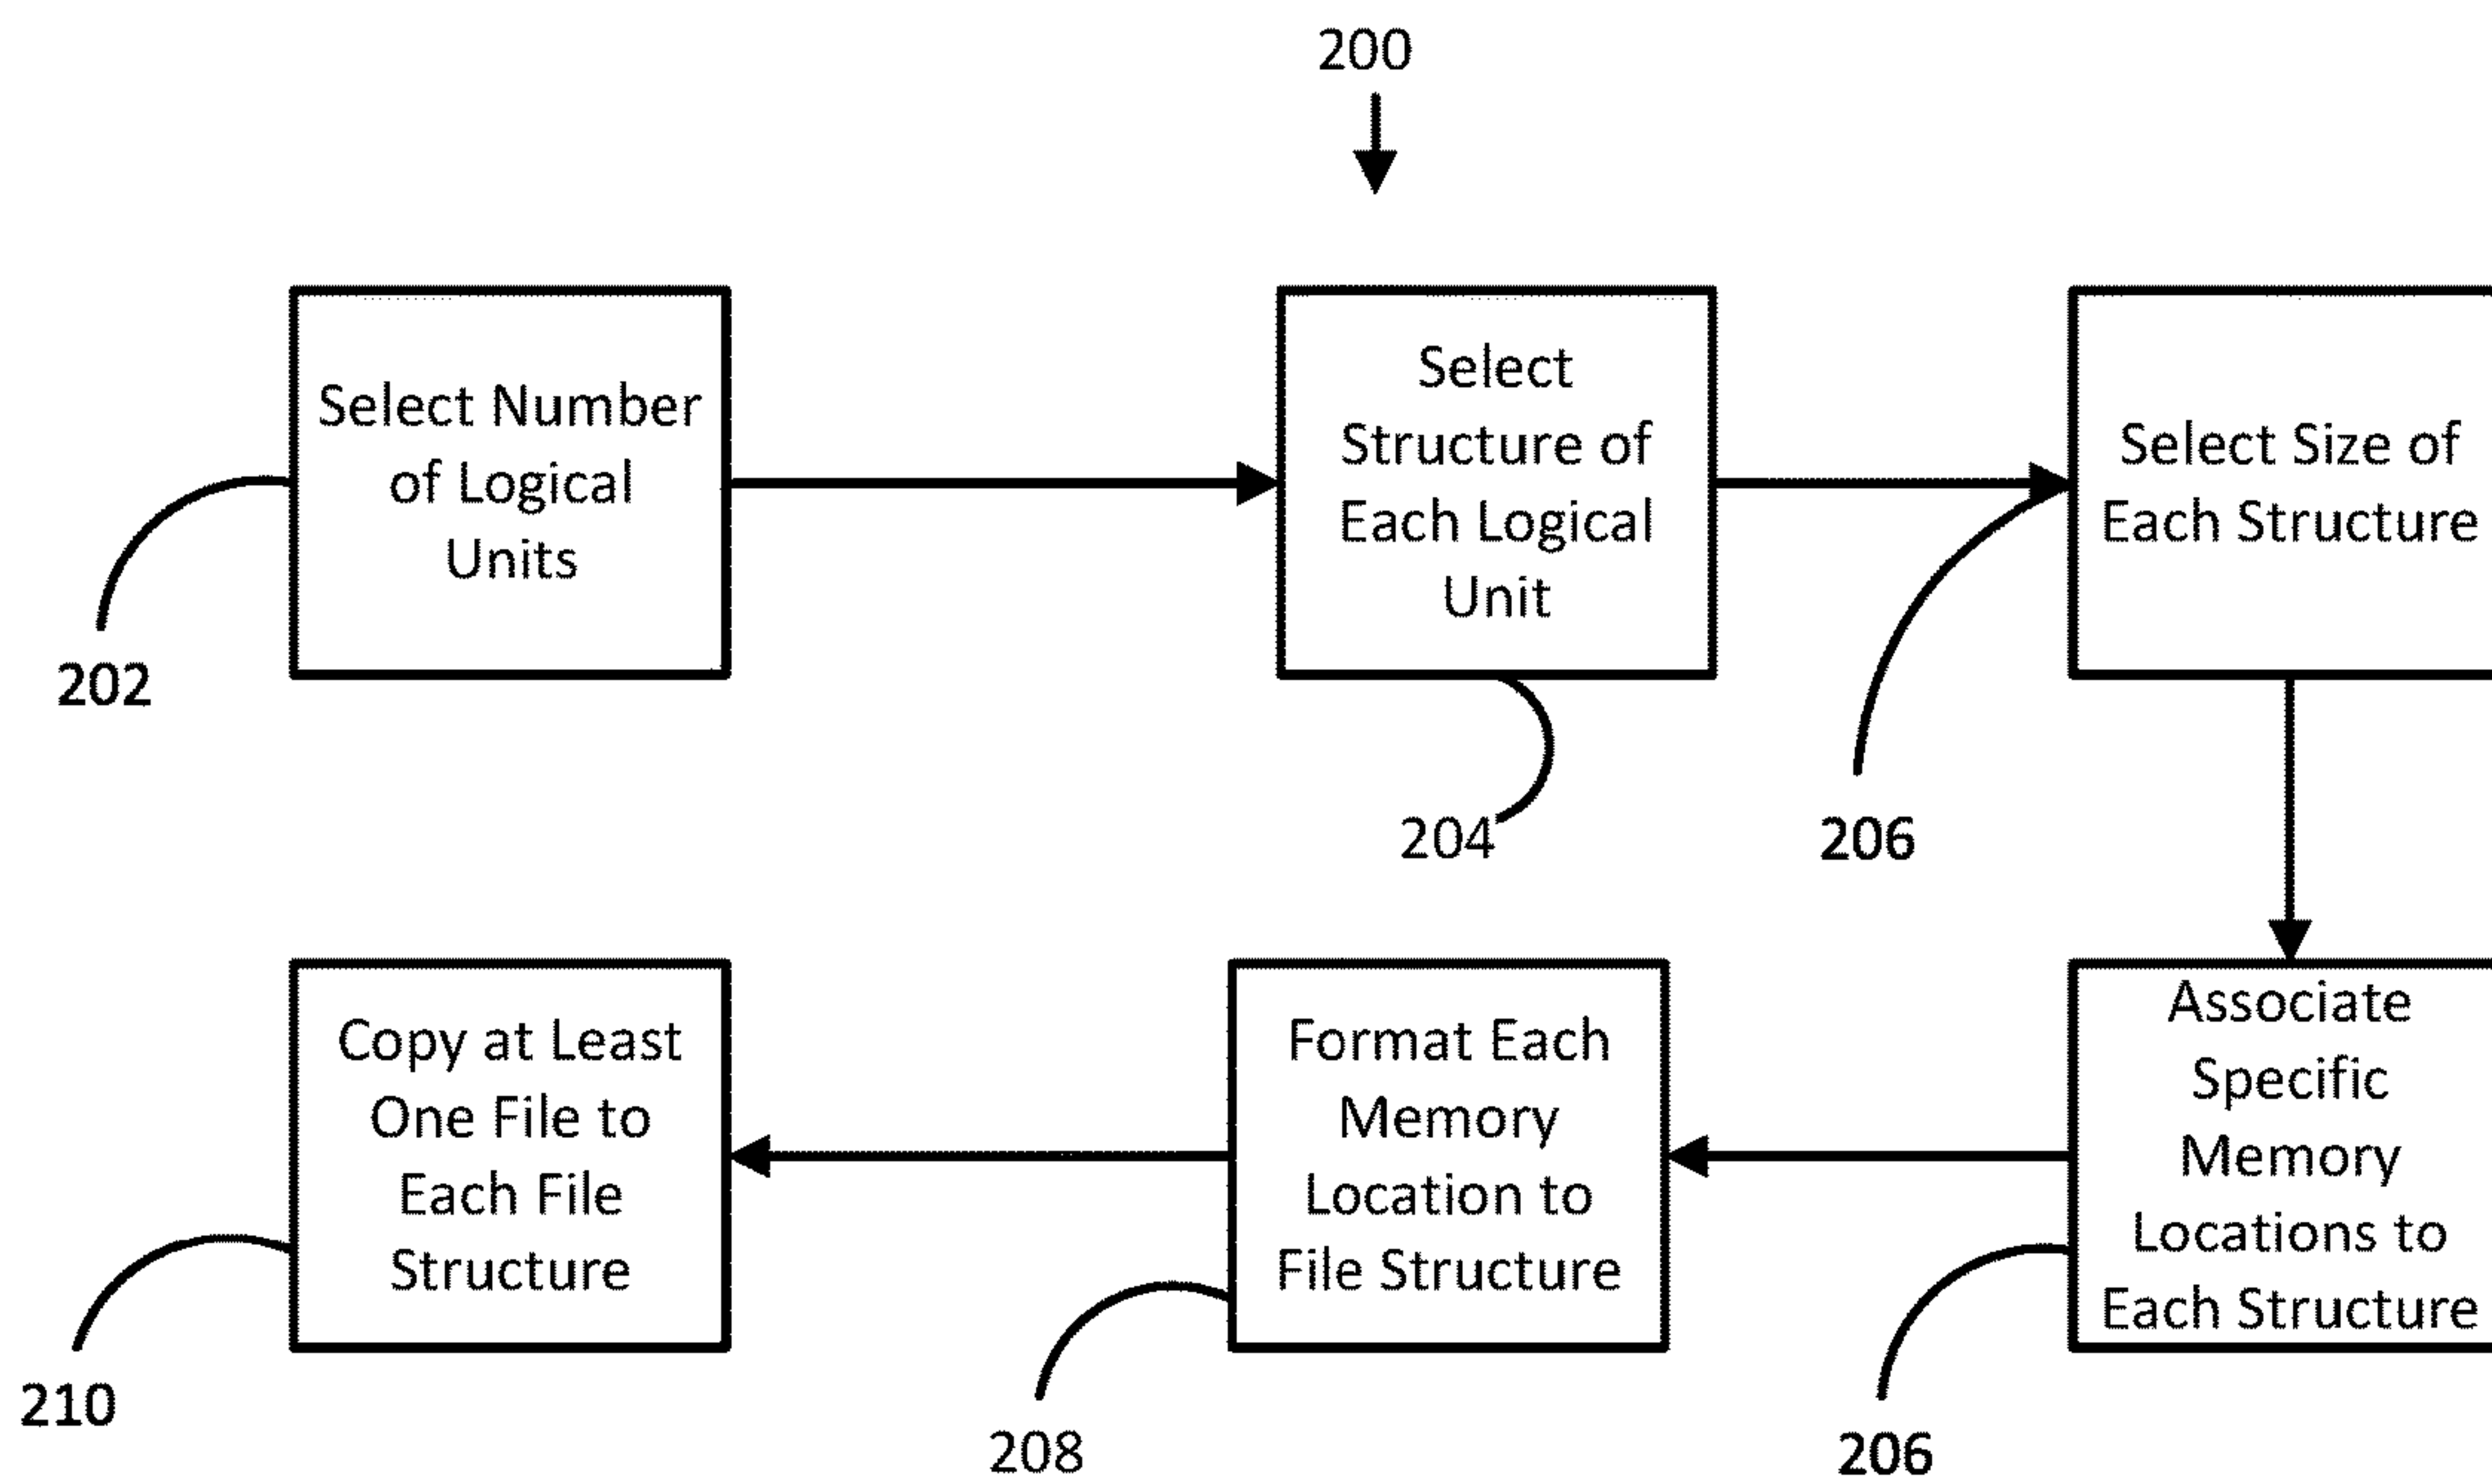 200
Select Number
of Logical
Units
202
Select
Structure of
Each Logical
Unit
204
Select Size of
Each Structure
206
Associate
Specific
Memory
Locations to
Each Structure
206
Format Each
Memory
Location to
File Structure
208
Copy at Least
One File to
Each File
Structure
210